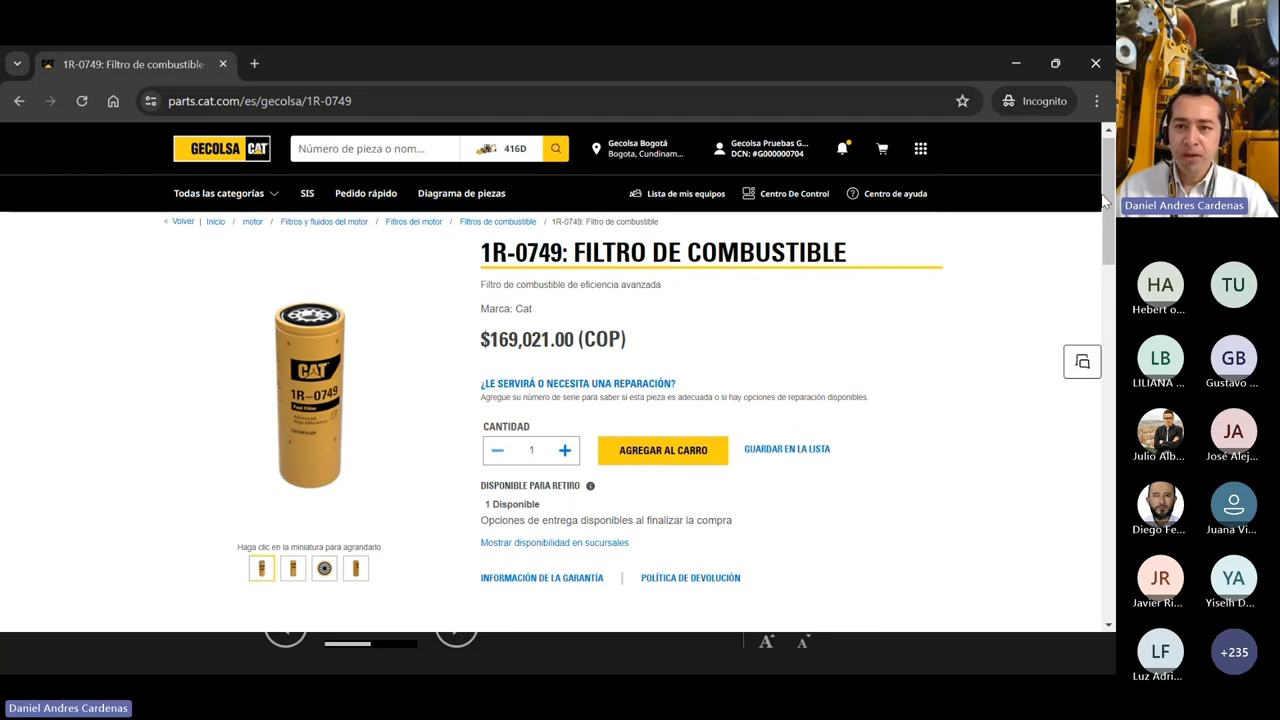 1R-0749: Filtro de combustible
parts.cat.com/es/gecolsa/1R-0749
Incógnito
GECOLSA CAT
Número de pieza o nom...
416D
Gecolsa Bogotá
Bogota, Cundinam...
Gecolsa Pruebas G...
DCN: #G000000704
Todas las categorías
SIS
Pedido rápido
Diagrama de piezas
Lista de mis equipos
Centro De Control
Centro de ayuda
< Volver | Inicio / motor / Filtros y fluidos del motor / Filtros del motor / Filtros de combustible / 1R-0749: Filtro de combustible
1R-0749: FILTRO DE COMBUSTIBLE
Filtro de combustible de eficiencia avanzada
Marca: Cat
$169,021.00 (COP)
¿LE SERVIRÁ O NECESITA UNA REPARACIÓN?
Agregue su número de serie para saber si esta pieza es adecuada o si hay opciones de reparación disponibles.
CANTIDAD
1
AGREGAR AL CARRO
GUARDAR EN LA LISTA
DISPONIBLE PARA RETIRO
1 Disponible
Opciones de entrega disponibles al finalizar la compra
Mostrar disponibilidad en sucursales
INFORMACIÓN DE LA GARANTÍA | POLÍTICA DE DEVOLUCIÓN
CAT
1R-0749
Fuel Filter
Haga clic en la miniatura para agrandarlo
A A
Daniel Andres Cardenas
Daniel Andres Cardenas
HA
Hebert o...
TU
LB
LILIANA ...
GB
Gustavo ...
Julio Alb...
JA
José Alej...
Diego Fe...
Juana Vi...
JR
Javier Ri...
YA
Yiselh D...
LF
Luz Adri...
+235